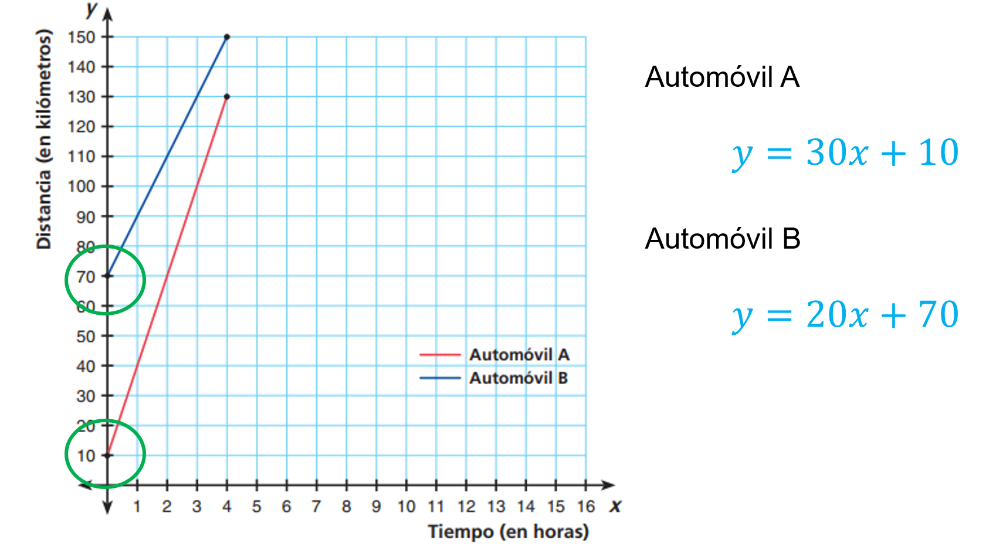 y
Distancia (en kilómetros)
150
140
130
120
110
100
90
80
70
60
50
40
30
20
10
1 2 3 4 5 6 7 8 9 10 11 12 13 14 15 16 x
Tiempo (en horas)
Automóvil A
Automóvil B
Automóvil A
y = 30x + 10
Automóvil B
y = 20x + 70